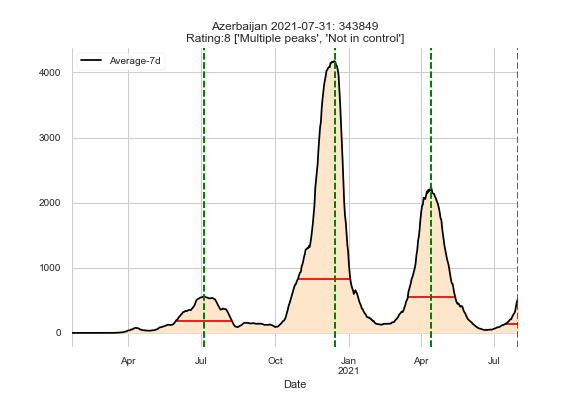 Azerbaijan 2021-07-31: 343849
Rating:8 ['Multiple peaks', 'Not in control']
Average-7d
4000
3000
2000
1000
0
Apr Jul Oct Jan Apr Jul
2021
Date